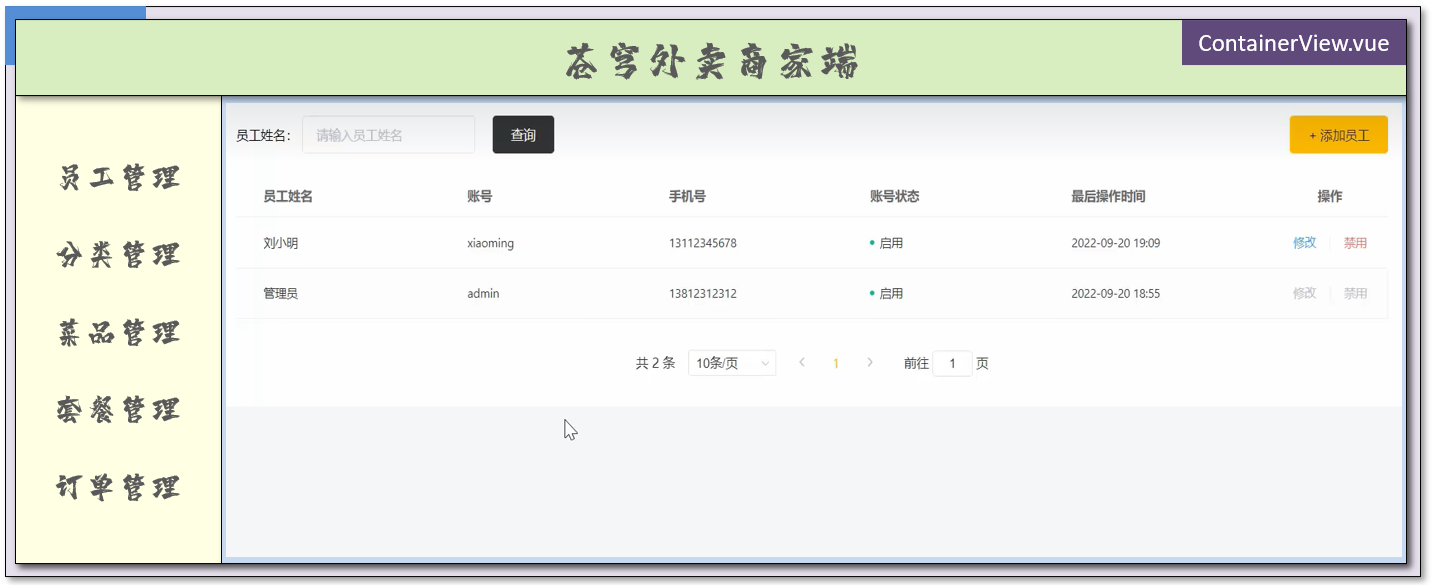 苍穹外卖商家端
ContainerView.vue
员工管理
分类管理
菜品管理
套餐管理
订单管理
员工姓名： 请输入员工姓名 查询 + 添加员工
员工姓名 账号 手机号 账号状态 最后操作时间 操作
刘小明 xiaoming 13112345678 启用 2022-09-20 19:09 修改 禁用
管理员 admin 13812312312 启用 2022-09-20 18:55 修改 禁用
共 2 条 10条/页 1 前往 1 页